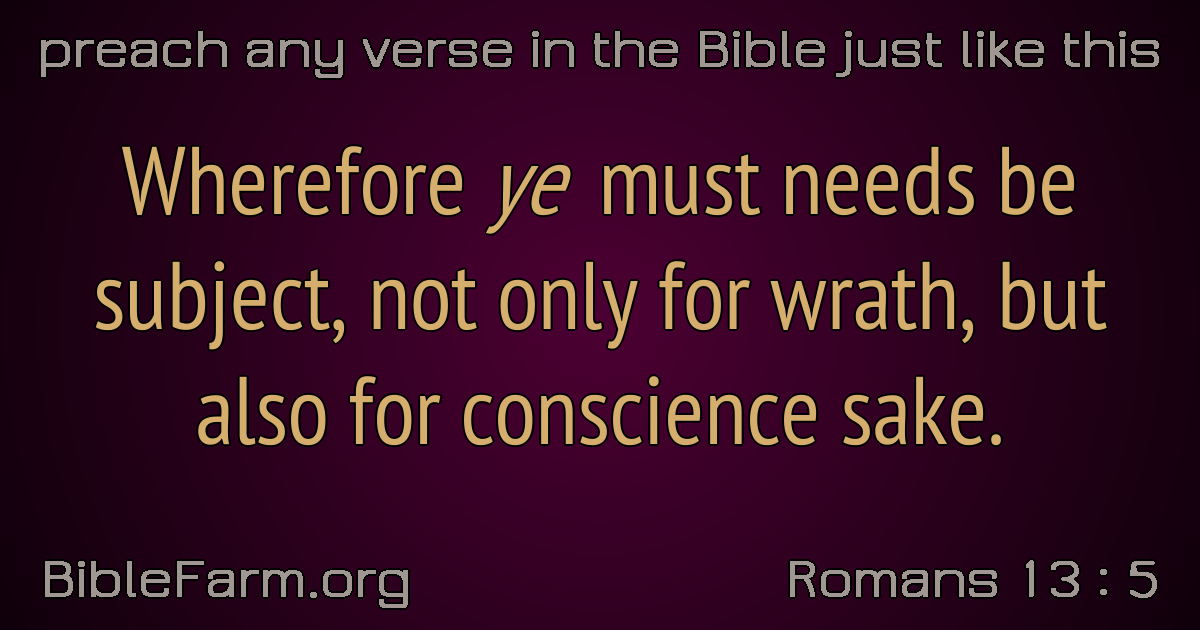 preach any verse in the Bible just like this
Wherefore ye must needs be
subject, not only for wrath, but
also for conscience sake.
BibleFarm.org
Romans 13 : 5